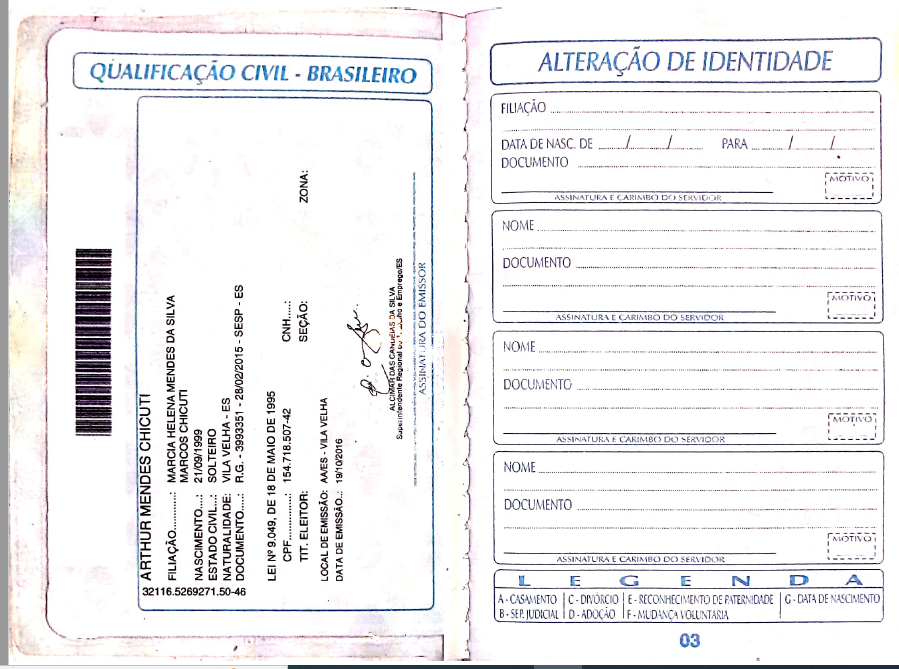 QUALIFICAÇÃO CIVIL - BRASILEIRO
ARTHUR MENDES CHICUTI
32116.5269271.50-46
FILIAÇÃO...........: MARCIA HELENA MENDES DA SILVA
MARCOS CHICUTI
NASCIMENTO....: 21/09/1999
ESTADO CIVIL...: SOLTEIRO
NATURALIDADE: VILA VELHA - ES
DOCUMENTO.....: R.G. - 3993351 - 28/02/2015 - SESP - ES
LEI Nº 9.049, DE 18 DE MAIO DE 1995
CPF..............: 154.718.507-42 CNH.....:
TIT. ELEITOR: SEÇÃO: ZONA:
LOCAL DE EMISSÃO: AA/ES - VILA VELHA
DATA DE EMISSÃO..: 19/10/2016
ALCIMAR DAS CANDEIAS DA SILVA
Superintendente Regional do Trabalho e Emprego/ES
ASSINATURA DO EMISSOR
ALTERAÇÃO DE IDENTIDADE
FILIAÇÃO
DATA DE NASC. DE / / PARA / /
DOCUMENTO
MOTIVO
ASSINATURA E CARIMBO DO SERVIDOR
NOME
DOCUMENTO
MOTIVO
ASSINATURA E CARIMBO DO SERVIDOR
NOME
DOCUMENTO
MOTIVO
ASSINATURA E CARIMBO DO SERVIDOR
NOME
DOCUMENTO
MOTIVO
ASSINATURA E CARIMBO DO SERVIDOR
LEGENDA
A - CASAMENTO C - DIVÓRCIO E - RECONHECIMENTO DE PATERNIDADE G - DATA DE NASCIMENTO
B - SEP. JUDICIAL D - ADOÇÃO F - MUDANÇA VOLUNTARIA
03